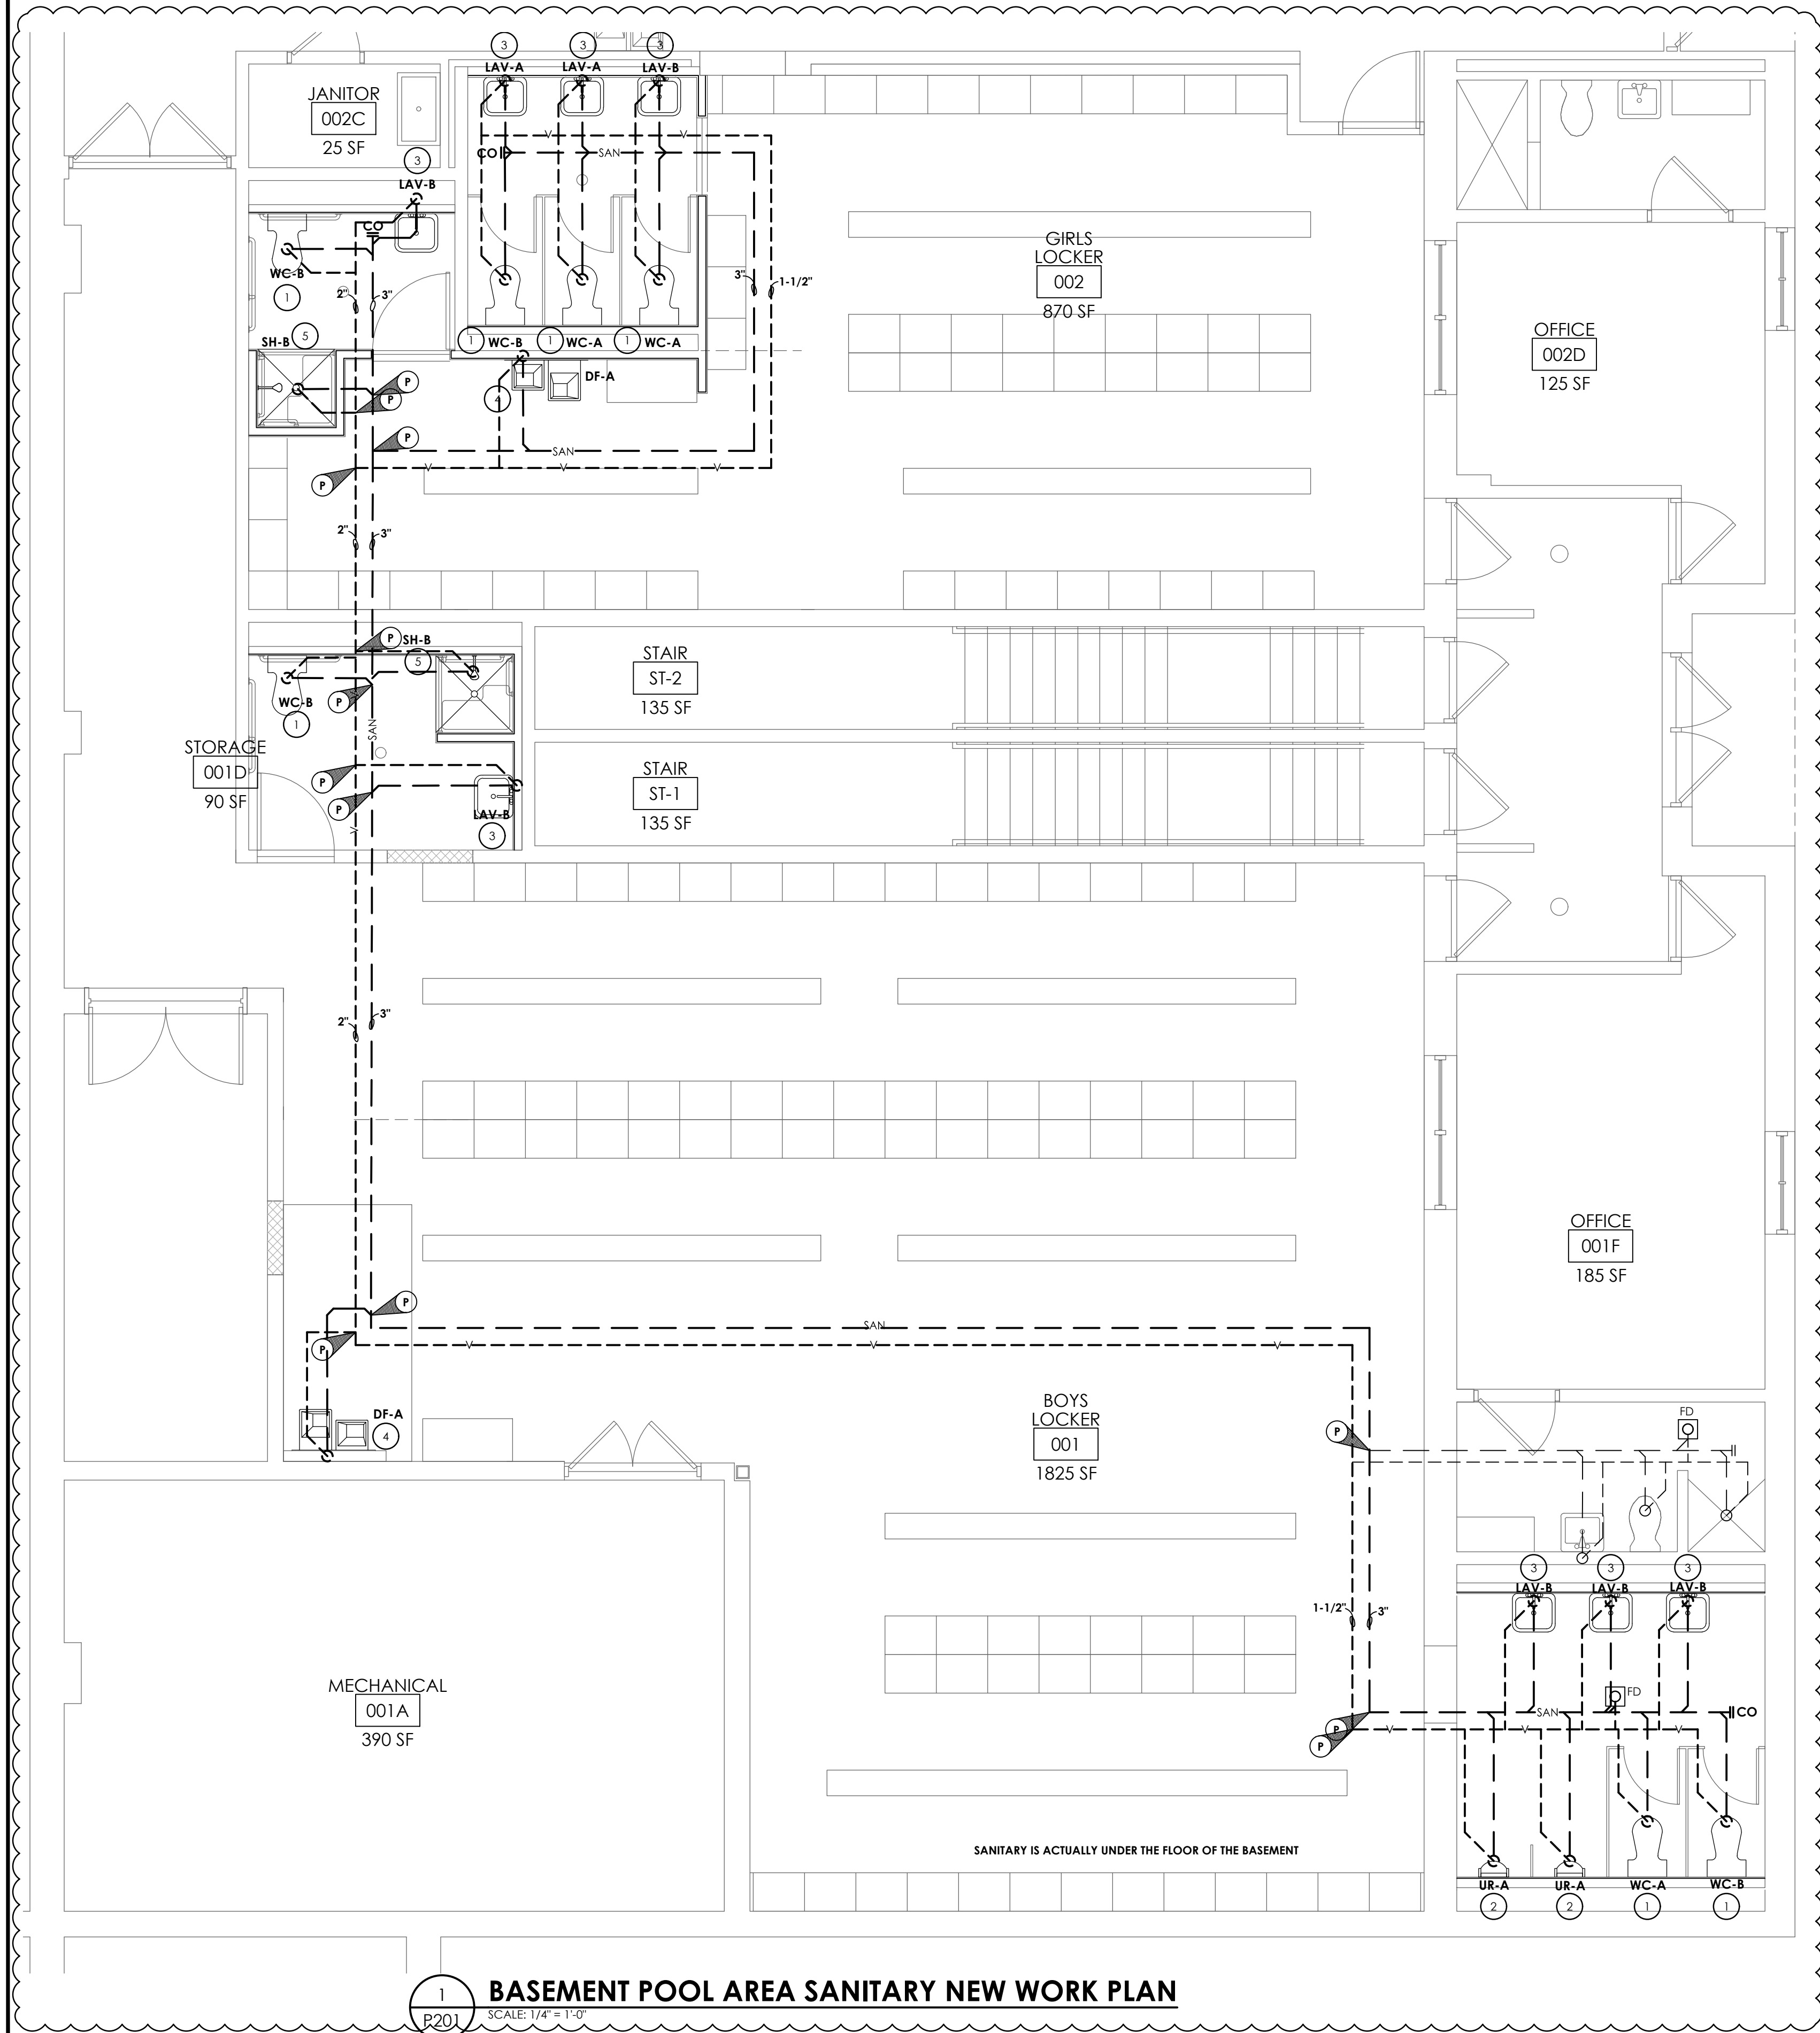 3
3
3
LAV-A
LAV-A
LAV-B
JANITOR
002C
25 SF
V
V
CO
SAN
3
LAV-B
CO
WC-B
1
2"
3"
3"
1-1/2"
GIRLS
LOCKER
002
870 SF
OFFICE
002D
125 SF
SH-B
5
1
WC-B
1
WC-A
1
WC-A
P
P
DF-A
4
P
SAN
V
V
V
P
2"
3"
P
SH-B
5
WC-B
1
P
SAN
STAIR
ST-2
135 SF
STORAGE
001D
90 SF
P
P
V
LAV-B
3
STAIR
ST-1
135 SF
2"
3"
OFFICE
001F
185 SF
P
P
SAN
V
V
V
DF-A
4
BOYS
LOCKER
001
1825 SF
P
FD
3
3
3
LAV-B
LAV-B
LAV-B
1-1/2"
3"
FD
MECHANICAL
001A
390 SF
SAN
CO
P
P
V
V
V
SANITARY IS ACTUALLY UNDER THE FLOOR OF THE BASEMENT
UR-A
UR-A
WC-A
WC-B
2
2
1
1
1
P201
BASEMENT POOL AREA SANITARY NEW WORK PLAN
SCALE: 1/4" = 1'-0"